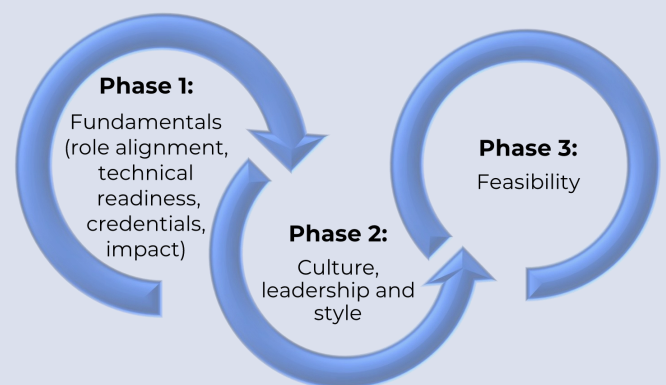 Phase 1:
Fundamentals
(role alignment,
technical
readiness,
credentials,
impact)
Phase 2:
Culture,
leadership and
style
Phase 3:
Feasibility